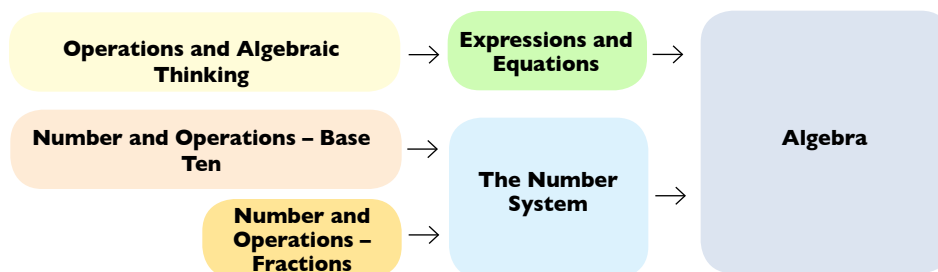 Operations and Algebraic
Thinking
Expressions and
Equations
Number and Operations – Base
Ten
The Number
System
Number and
Operations –
Fractions
Algebra